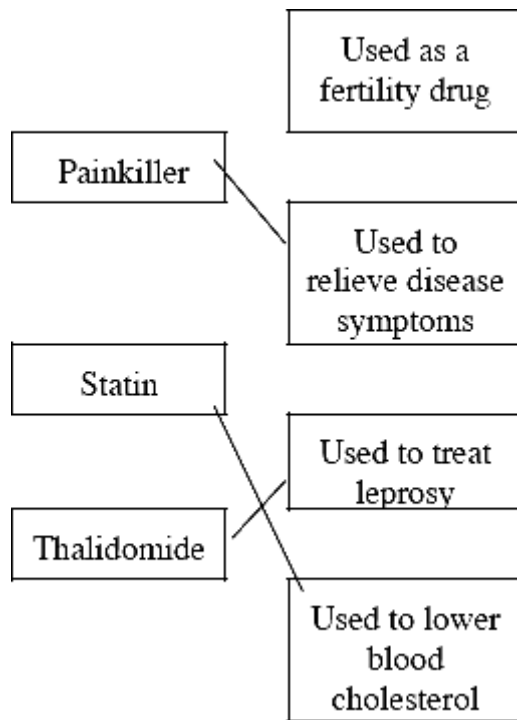 Used as a
fertility drug
Painkiller
Used to
relieve disease
symptoms
Statin
Used to treat
leprosy
Thalidomide
Used to lower
blood
cholesterol